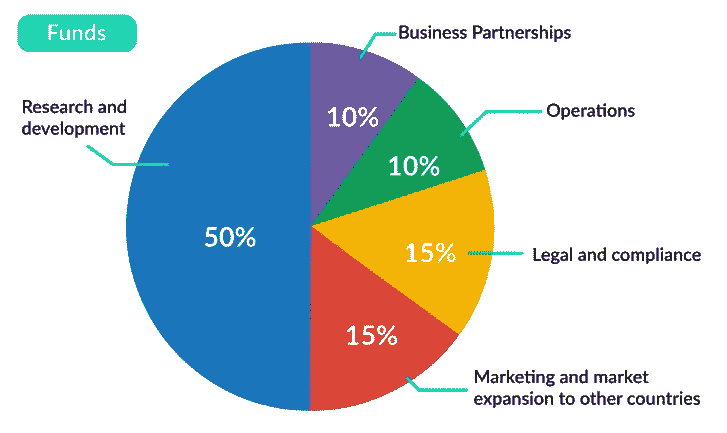 Funds
Business Partnerships
Research and
development
Operations
10%
10%
50%
15%
Legal and compliance
15%
Marketing and market
expansion to other countries